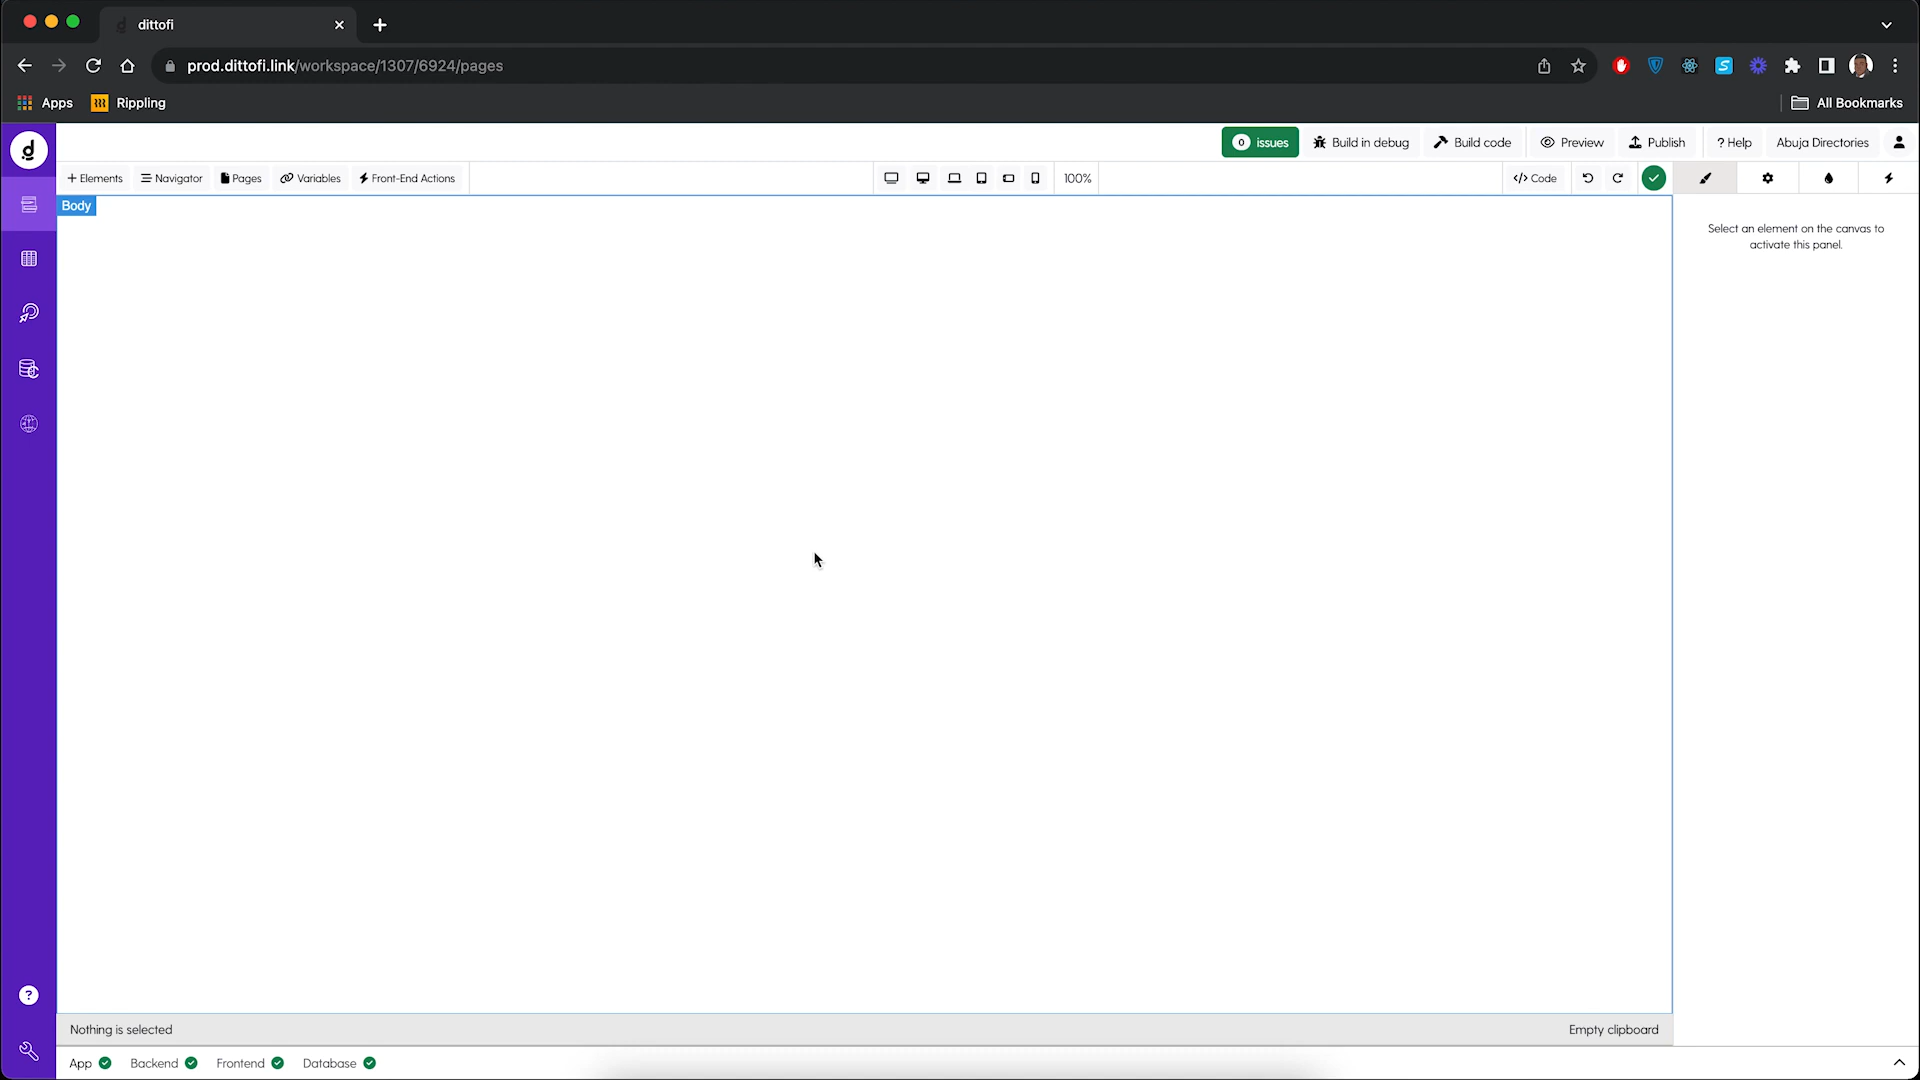 dittofi
prod.dittofi.link/workspace/1307/6924/pages
Apps
Rippling
All Bookmarks
0 issues
Build in debug
Build code
Preview
Publish
? Help
Abuja Directories
+ Elements
Navigator
Pages
Variables
Front-End Actions
100%
</> Code
Body
Select an element on the canvas to
activate this panel.
Nothing is selected
Empty clipboard
App
Backend
Frontend
Database